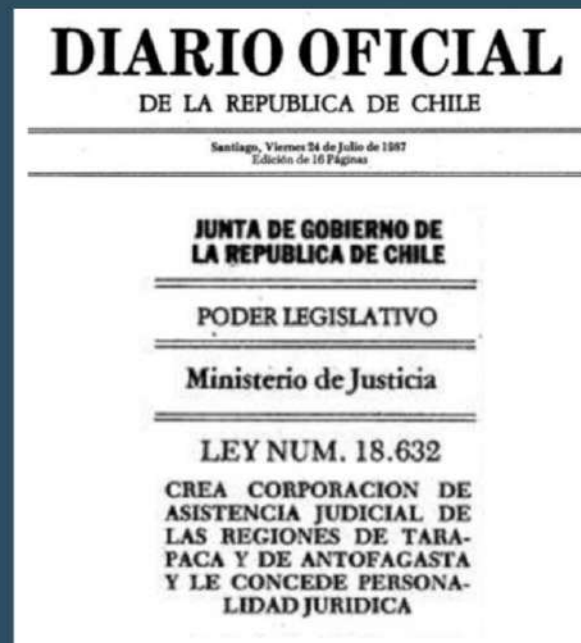 DIARIO OFICIAL
DE LA REPUBLICA DE CHILE
Santiago, Viernes 24 de Julio de 1987
Edición de 16 Páginas
JUNTA DE GOBIERNO DE
LA REPUBLICA DE CHILE
PODER LEGISLATIVO
Ministerio de Justicia
LEY NUM. 18.632
CREA CORPORACION DE
ASISTENCIA JUDICIAL DE
LAS REGIONES DE TARA-
PACA Y DE ANTOFAGASTA
Y LE CONCEDE PERSONA-
LIDAD JURIDICA